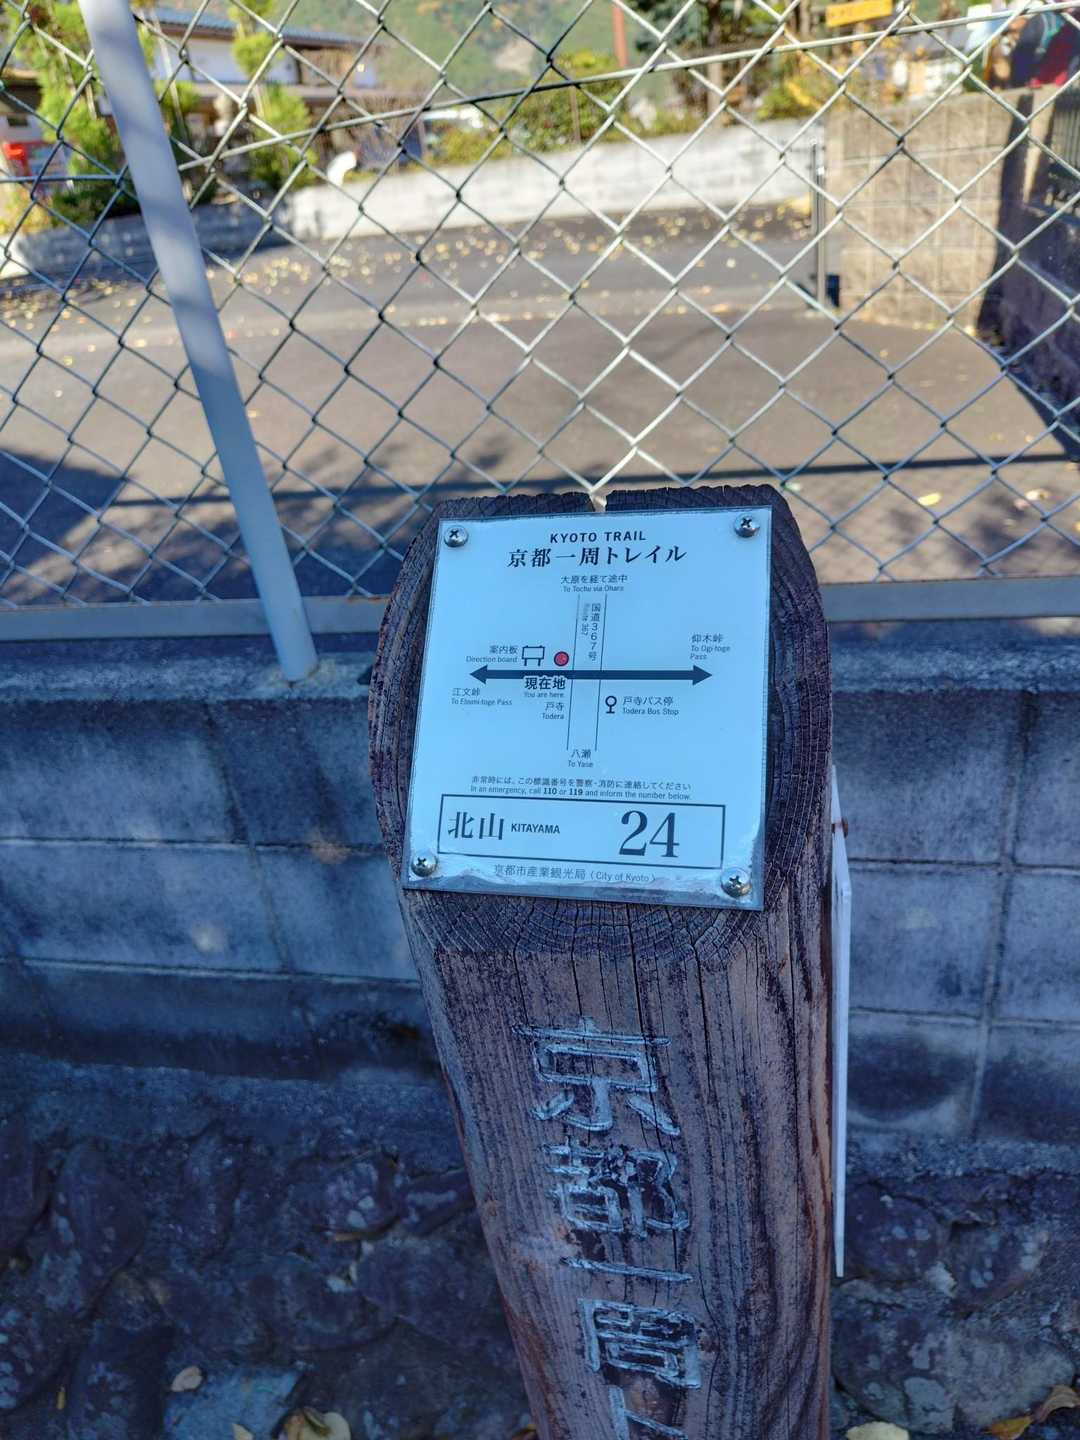 KYOTO TRAIL
京都一周トレイル
大原を経て途中
To Tochu via Ohara
国道367号
Route 367
案内板
Direction board
仰木峠
To Ogi-toge
Pass
現在地
You are here.
江文峠
To Ebumi-toge Pass
戸寺
Todera
戸寺バス停
Todera Bus Stop
八瀬
To Yase
非常時には、この標識番号を警察・消防に連絡してください
In an emergency, call 110 or 119 and inform the number below.
北山 KITAYAMA 24
京都市産業観光局 (City of Kyoto)
京都一周ト